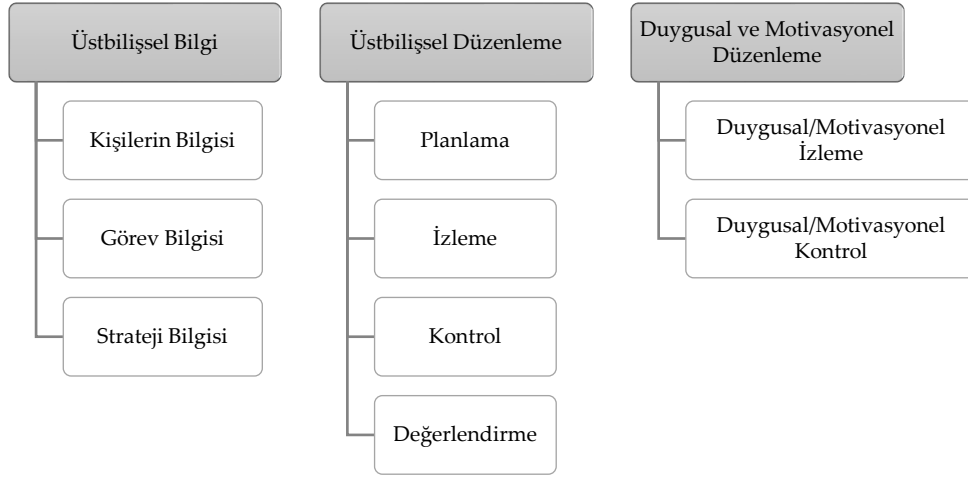 Üstbilişsel Bilgi
Kişilerin Bilgisi
Görev Bilgisi
Strateji Bilgisi
Üstbilişsel Düzenleme
Planlama
İzleme
Kontrol
Değerlendirme
Duygusal ve Motivasyonel
Düzenleme
Duygusal/Motivasyonel
İzleme
Duygusal/Motivasyonel
Kontrol